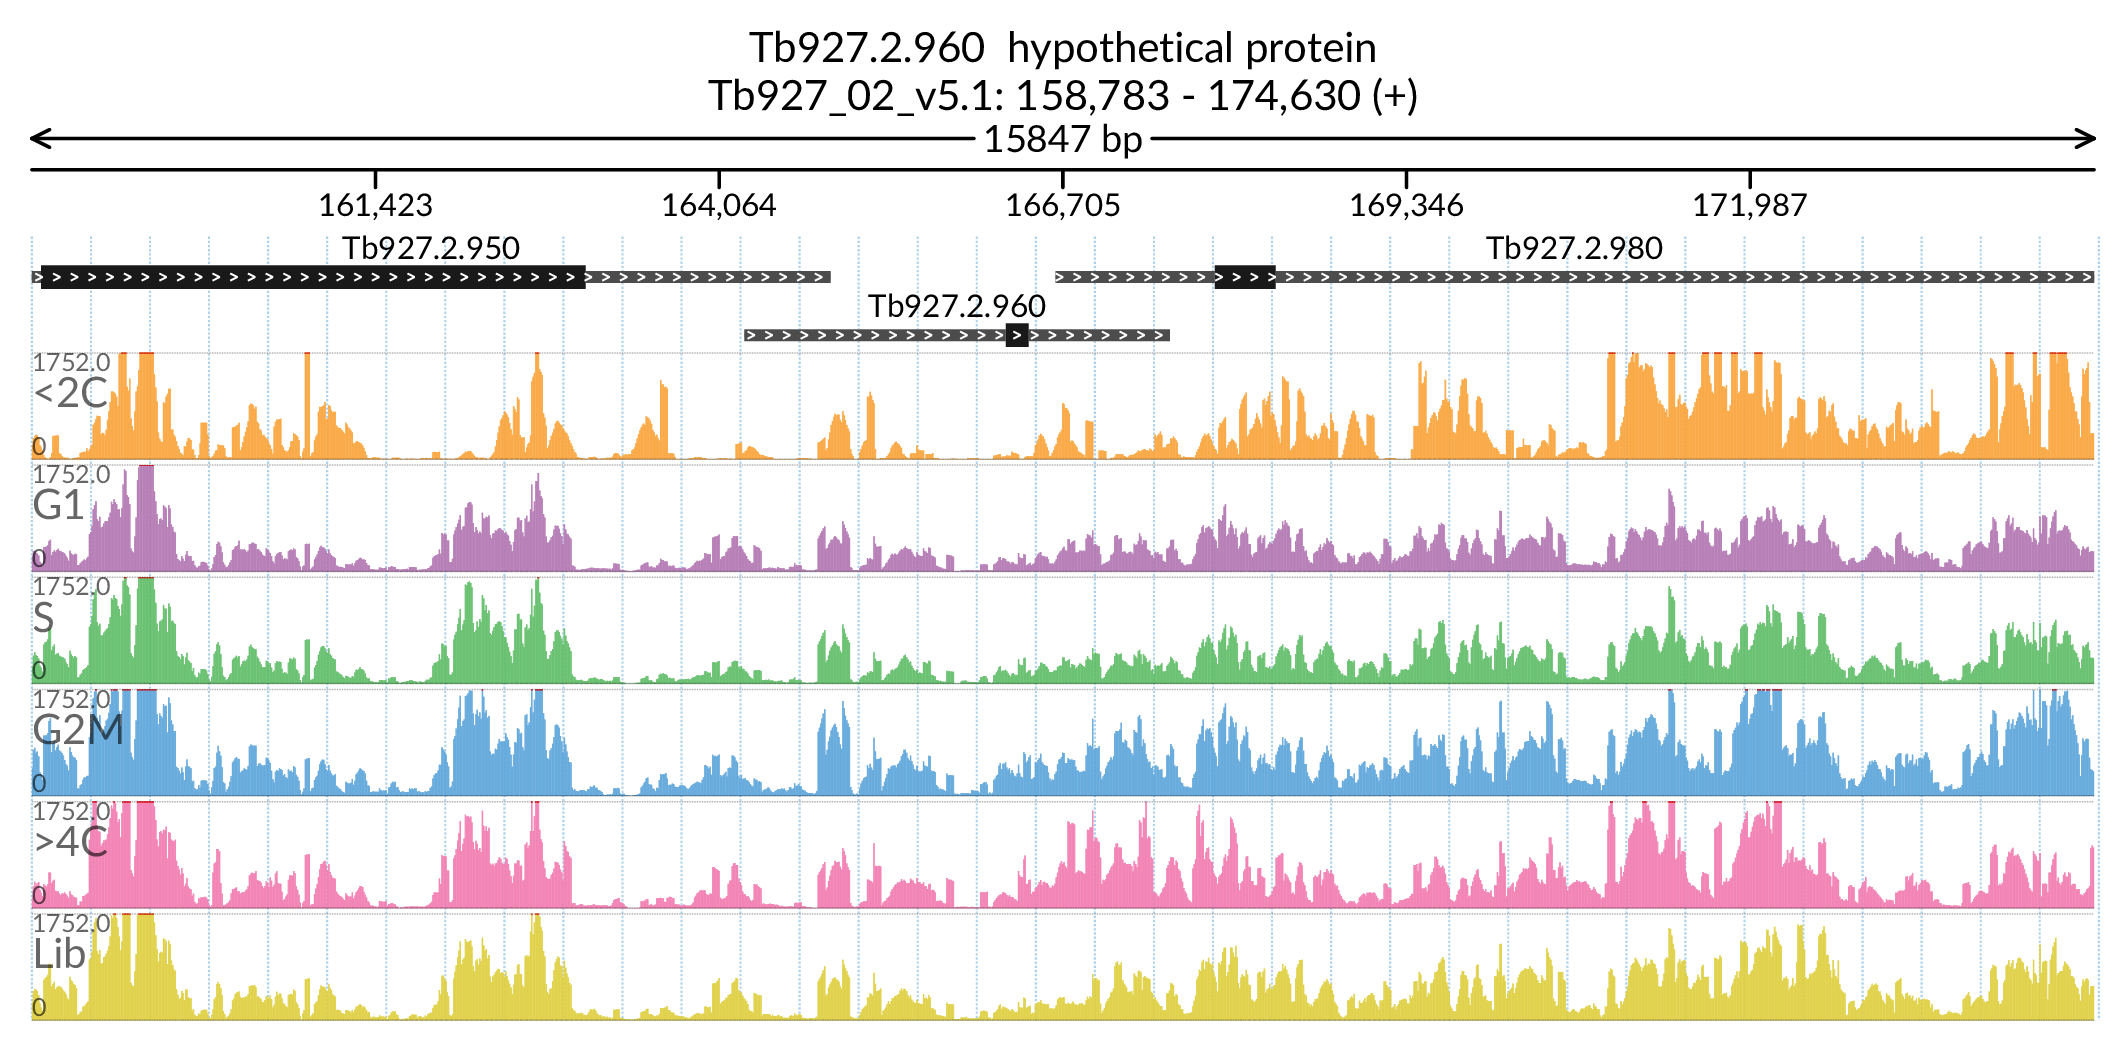 Tb927.2.960  hypothetical protein
Tb927_02_v5.1: 158,783 - 174,630 (+)
15847 bp
161,423 164,064 166,705 169,346 171,987
Tb927.2.950 Tb927.2.980
Tb927.2.960
1752.0
<2C
0
1752.0
G1
0
1752.0
S
0
1752.0
G2M
0
1752.0
>4C
0
1752.0
Lib
0